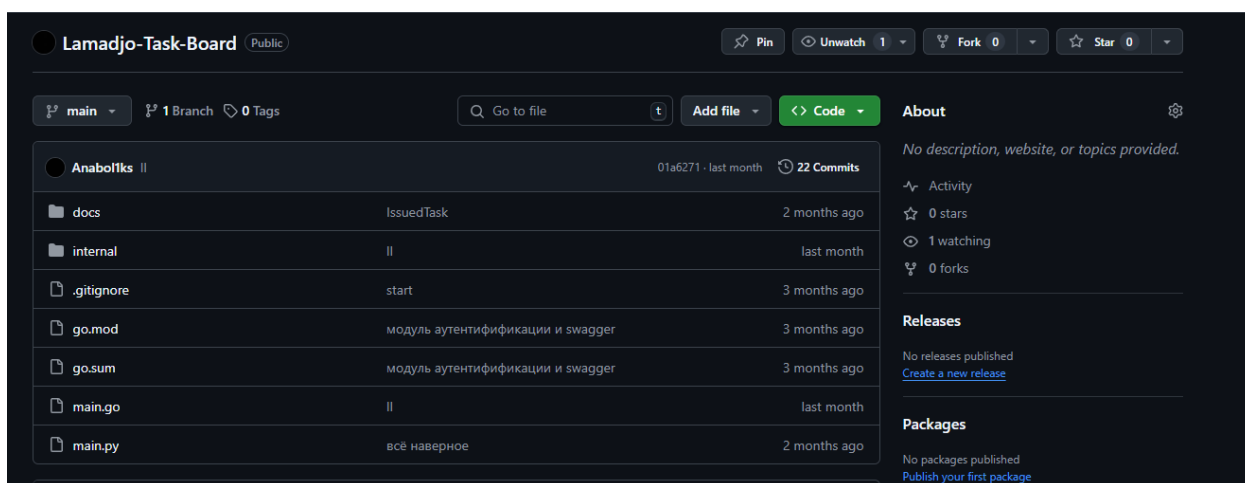 Lamadjo-Task-Board Public
Pin Unwatch 1 Fork 0 Star 0
main 1 Branch 0 Tags Go to file t Add file <> Code
Anabol1ks ll 01a6271 · last month 22 Commits
docs IssuedTask 2 months ago
internal ll last month
.gitignore start 3 months ago
go.mod модуль аутентифификации и swagger 3 months ago
go.sum модуль аутентифификации и swagger 3 months ago
main.go ll last month
main.py всё наверное 2 months ago
About
No description, website, or topics provided.
Activity
0 stars
1 watching
0 forks
Releases
No releases published
Create a new release
Packages
No packages published
Publish your first package